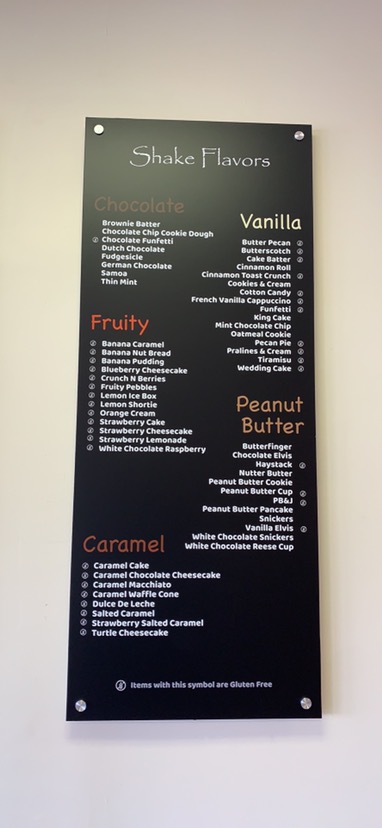 Shake Flavors
Chocolate
Brownie Batter
Chocolate Chip Cookie Dough
Chocolate Funfetti
Dutch Chocolate
Fudgesicle
German Chocolate
Samoa
Thin Mint
Vanilla
Butter Pecan
Butterscotch
Cake Batter
Cinnamon Roll
Cinnamon Toast Crunch
Cookies & Cream
Cotton Candy
French Vanilla Cappuccino
Funfetti
King Cake
Mint Chocolate Chip
Oatmeal Cookie
Pecan Pie
Pralines & Cream
Tiramisu
Wedding Cake
Fruity
Banana Caramel
Banana Nut Bread
Banana Pudding
Blueberry Cheesecake
Crunch N Berries
Fruity Pebbles
Lemon Ice Box
Lemon Shortie
Orange Cream
Strawberry Cake
Strawberry Cheesecake
Strawberry Lemonade
White Chocolate Raspberry
Peanut
Butter
Butterfinger
Chocolate Elvis
Haystack
Nutter Butter
Peanut Butter Cookie
Peanut Butter Cup
PB&J
Peanut Butter Pancake
Snickers
Vanilla Elvis
White Chocolate Snickers
White Chocolate Reese Cup
Caramel
Caramel Cake
Caramel Chocolate Cheesecake
Caramel Macchiato
Caramel Waffle Cone
Dulce De Leche
Salted Caramel
Strawberry Salted Caramel
Turtle Cheesecake
Items with this symbol are Gluten Free